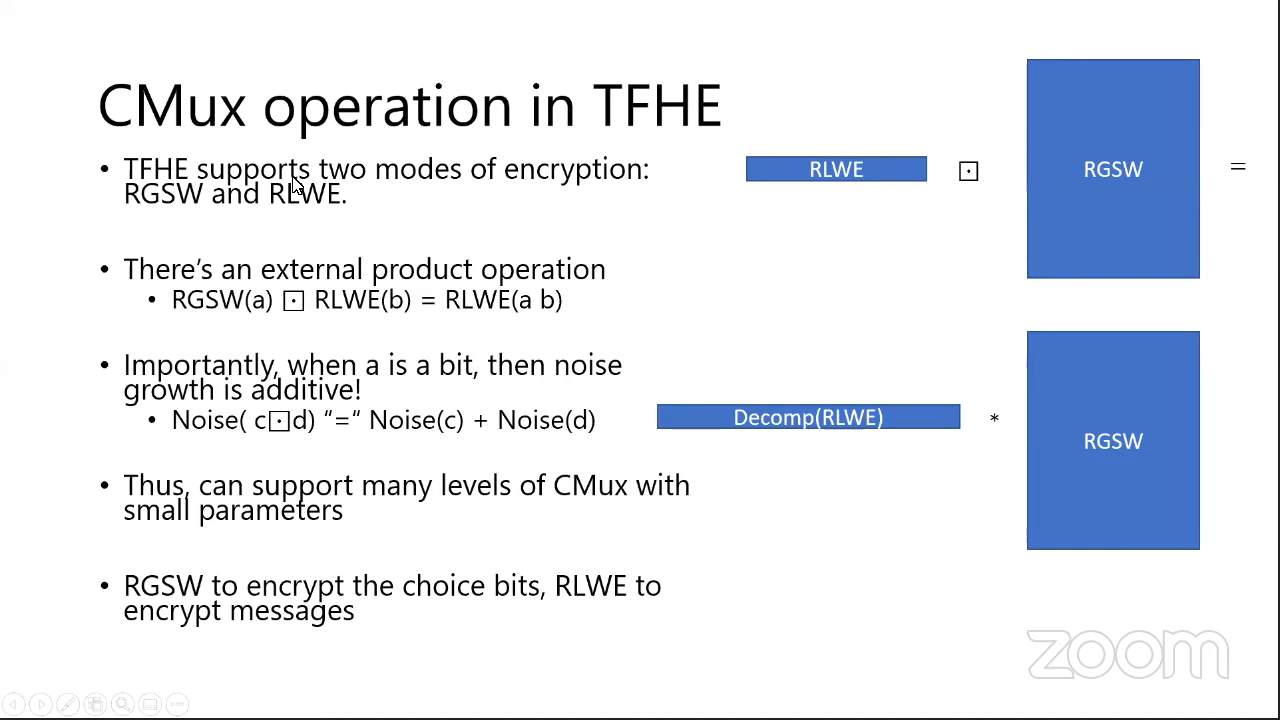 CMux operation in TFHE
• TFHE supports two modes of encryption:
RGSW and RLWE.
• There's an external product operation
• RGSW(a) ⊡ RLWE(b) = RLWE(a b)
• Importantly, when a is a bit, then noise
growth is additive!
• Noise( c⊡d) “=“ Noise(c) + Noise(d)
• Thus, can support many levels of CMux with
small parameters
• RGSW to encrypt the choice bits, RLWE to
encrypt messages
RLWE ⊡ RGSW =
Decomp(RLWE) * RGSW
zoom